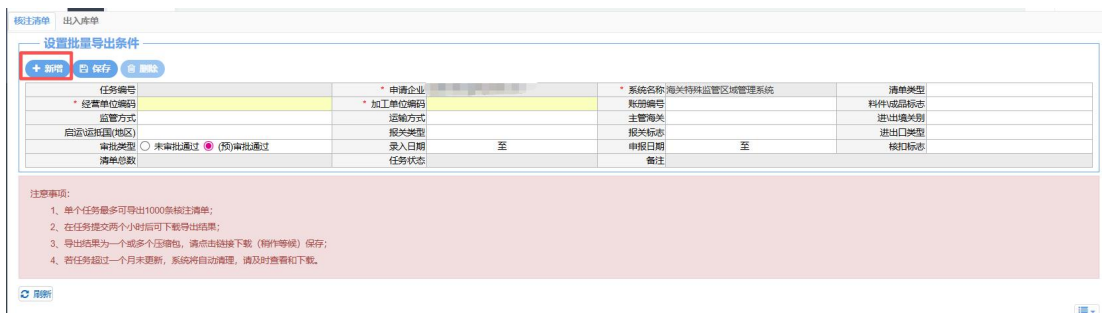 核注清单 出入库单
设置批量导出条件
+ 新增 保存 删除
任务编号 * 申请企业 * 系统名称 海关特殊监管区域管理系统 清单类型
* 经营单位编码 * 加工单位编码 账册编号 料件\成品标志
监管方式 运输方式 主管海关 进\出境关别
启运\运抵国(地区) 报关类型 报关标志 进出口类型
审批类型 未审批通过 (预)审批通过 录入日期 至 申报日期 至 核扣标志
清单总数 任务状态 备注
注意事项:
1、单个任务最多可导出1000条核注清单;
2、在任务提交两个小时后可下载导出结果;
3、导出结果为一个或多个压缩包,请点击链接下载(稍作等候)保存;
4、若任务超过一个月未更新,系统将自动清理,请及时查看和下载。
刷新